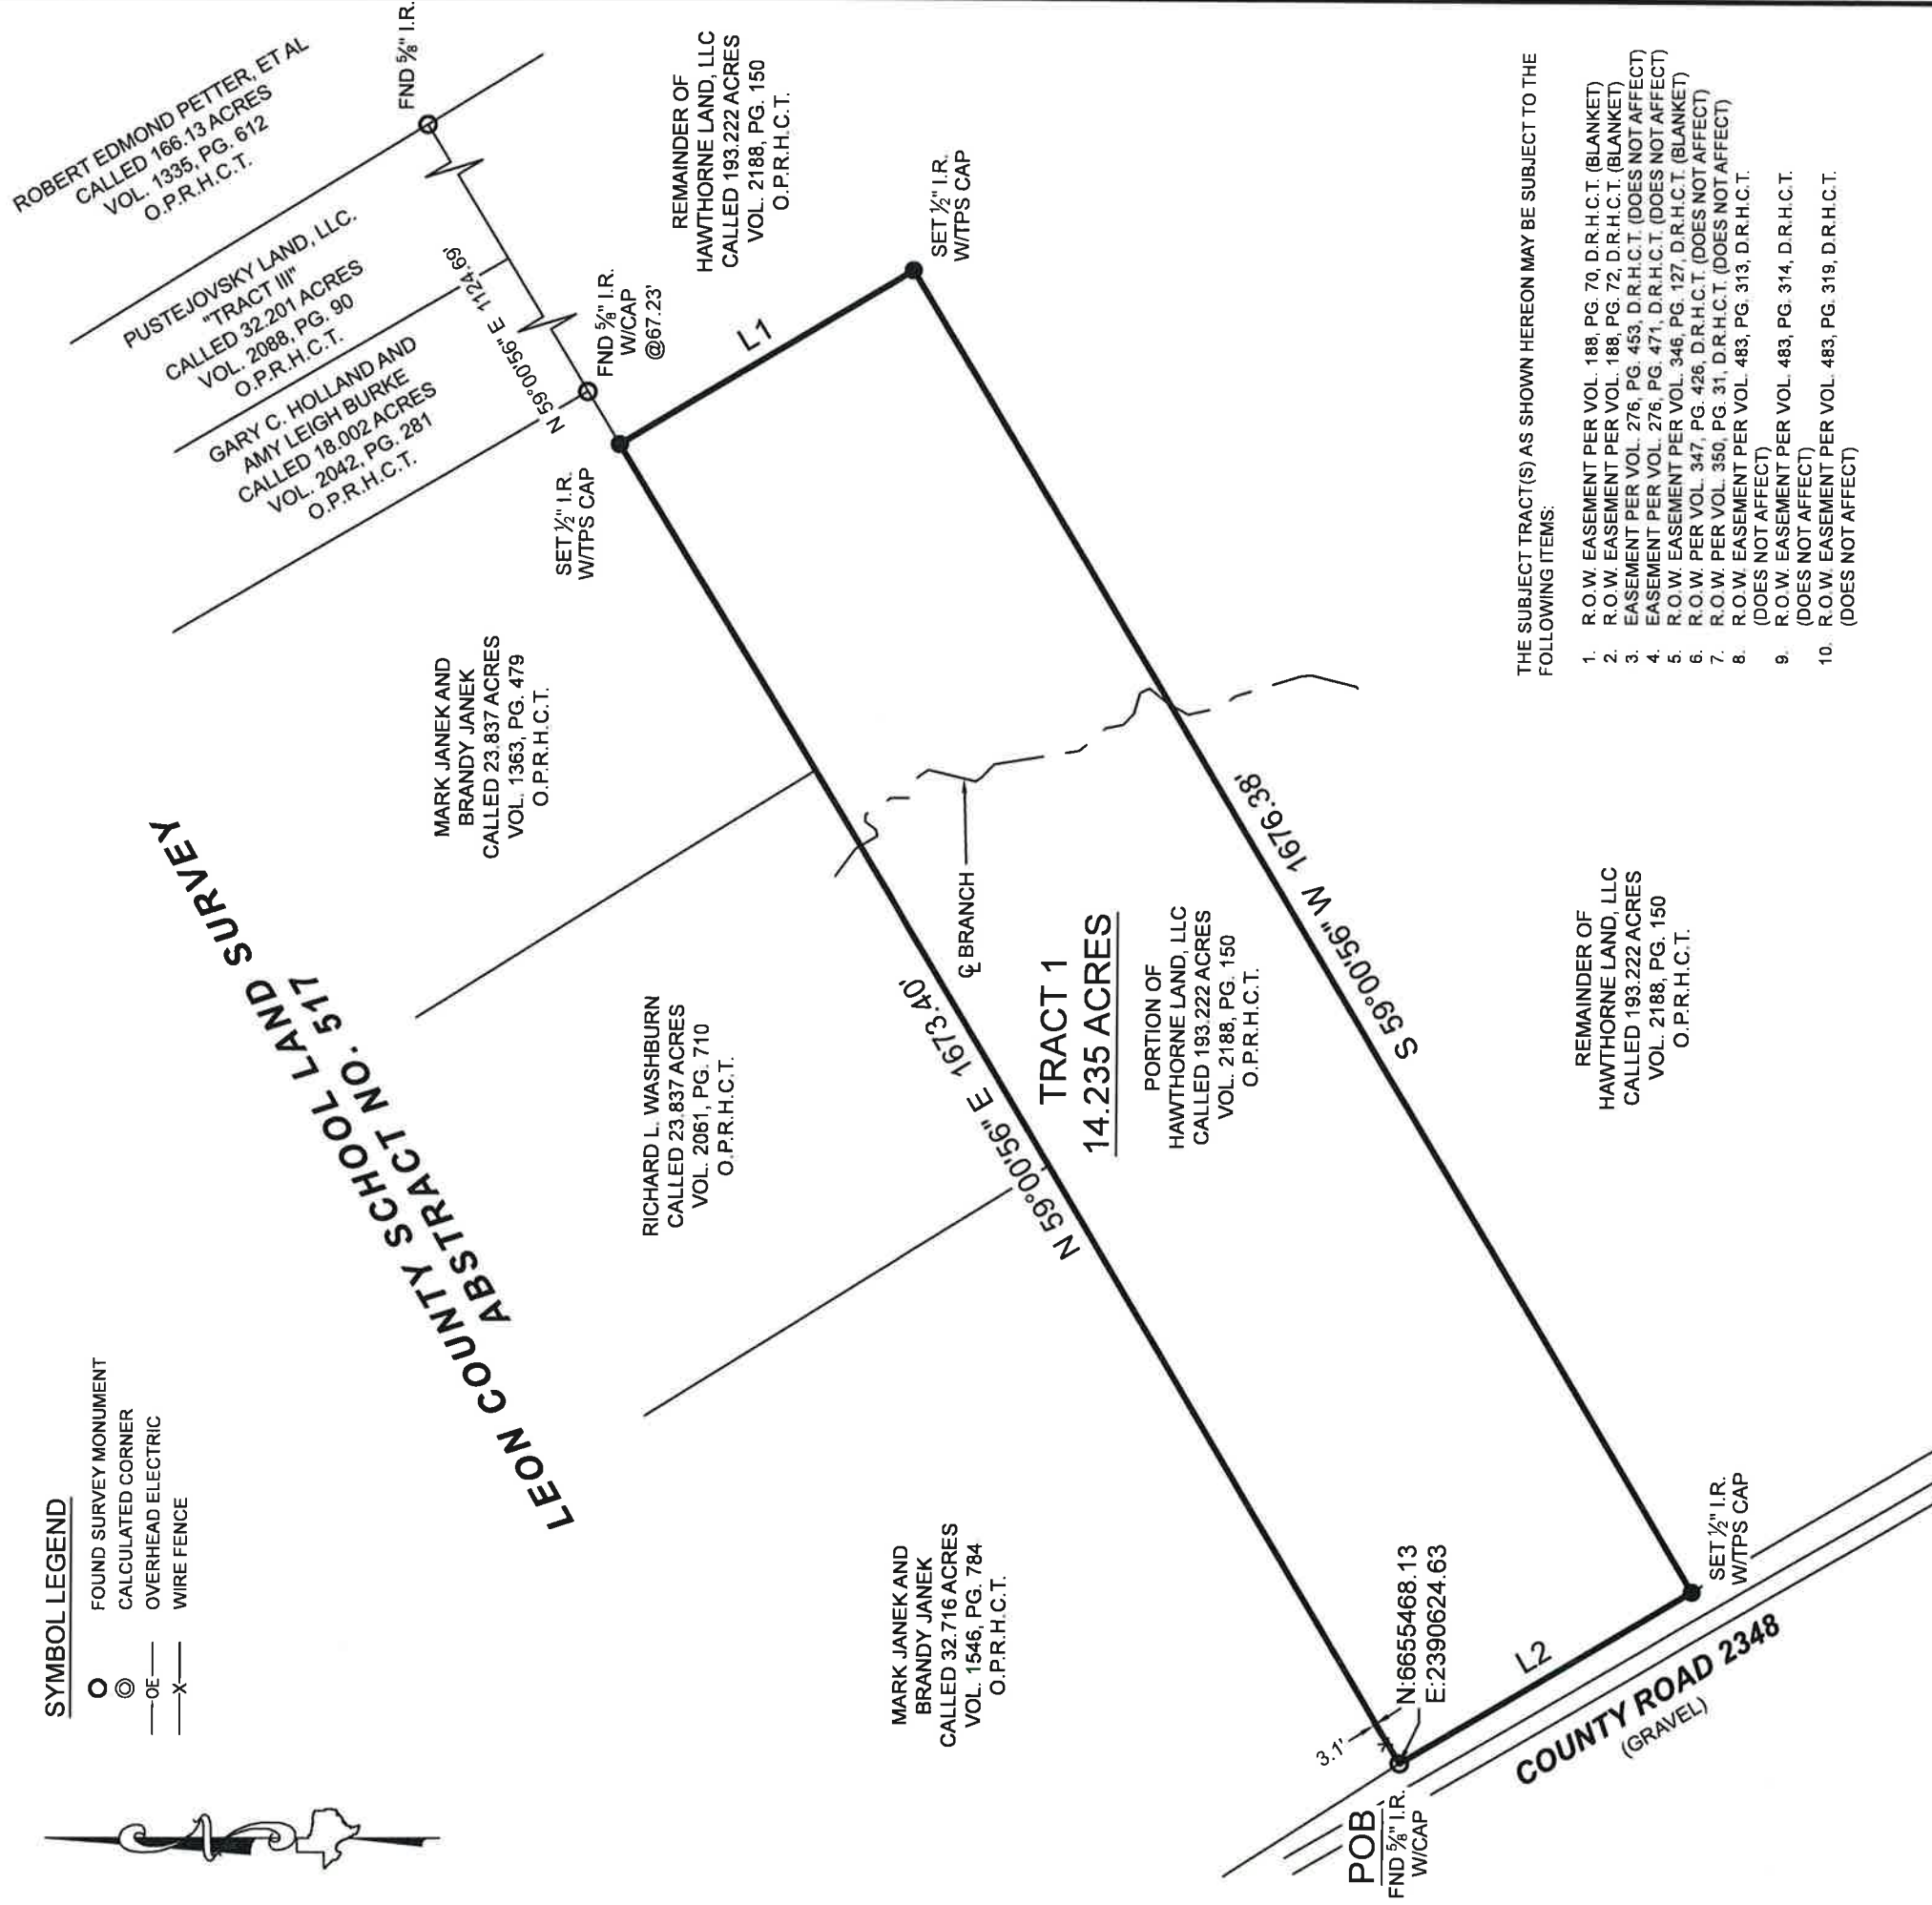 SYMBOL LEGEND
FOUND SURVEY MONUMENT
CALCULATED CORNER
OE OVERHEAD ELECTRIC
X WIRE FENCE
LEON COUNTY SCHOOL LAND SURVEY
ABSTRACT NO. 517
ROBERT EDMOND PETTER, ET AL
CALLED 166.13 ACRES
VOL. 1335, PG. 612
O.P.R.H.C.T.
PUSTEJOVSKY LAND, LLC.
"TRACT III"
CALLED 32.201 ACRES
VOL. 2088, PG. 90
O.P.R.H.C.T.
GARY C. HOLLAND AND
AMY LEIGH BURKE
CALLED 18.002 ACRES
VOL. 2042, PG. 281
O.P.R.H.C.T.
FND 5/8" I.R.
N 59°00'56" E 1124.69'
FND 5/8" I.R.
W/CAP
@67.23'
SET 1/2" I.R.
W/TPS CAP
REMAINDER OF
HAWTHORNE LAND, LLC
CALLED 193.222 ACRES
VOL. 2188, PG. 150
O.P.R.H.C.T.
L1
SET 1/2" I.R.
W/TPS CAP
MARK JANEK AND
BRANDY JANEK
CALLED 23.837 ACRES
VOL. 1363, PG. 479
O.P.R.H.C.T.
RICHARD L. WASHBURN
CALLED 23.837 ACRES
VOL. 2061, PG. 710
O.P.R.H.C.T.
MARK JANEK AND
BRANDY JANEK
CALLED 32.716 ACRES
VOL. 1546, PG. 784
O.P.R.H.C.T.
N 59°00'56" E 1673.40'
℄ BRANCH
TRACT 1
14.235 ACRES
PORTION OF
HAWTHORNE LAND, LLC
CALLED 193.222 ACRES
VOL. 2188, PG. 150
O.P.R.H.C.T.
S 59°00'56" W 1676.38'
REMAINDER OF
HAWTHORNE LAND, LLC
CALLED 193.222 ACRES
VOL. 2188, PG. 150
O.P.R.H.C.T.
3.1'
N:6655468.13
E:2390624.63
POB
FND 5/8" I.R.
W/CAP
L2
SET 1/2" I.R.
W/TPS CAP
COUNTY ROAD 2348
(GRAVEL)
THE SUBJECT TRACT(S) AS SHOWN HEREON MAY BE SUBJECT TO THE
FOLLOWING ITEMS:
1. R.O.W. EASEMENT PER VOL. 188, PG. 70, D.R.H.C.T. (BLANKET)
2. R.O.W. EASEMENT PER VOL. 188, PG. 72, D.R.H.C.T. (BLANKET)
3. EASEMENT PER VOL. 276, PG. 453, D.R.H.C.T. (DOES NOT AFFECT)
4. EASEMENT PER VOL. 276, PG. 471, D.R.H.C.T. (DOES NOT AFFECT)
5. R.O.W. EASEMENT PER VOL. 346, PG. 127, D.R.H.C.T. (BLANKET)
6. R.O.W. PER VOL. 347, PG. 426, D.R.H.C.T. (DOES NOT AFFECT)
7. R.O.W. PER VOL. 350, PG. 31, D.R.H.C.T. (DOES NOT AFFECT)
8. R.O.W. EASEMENT PER VOL. 483, PG. 313, D.R.H.C.T.
(DOES NOT AFFECT)
9. R.O.W. EASEMENT PER VOL. 483, PG. 314, D.R.H.C.T.
(DOES NOT AFFECT)
10. R.O.W. EASEMENT PER VOL. 483, PG. 319, D.R.H.C.T.
(DOES NOT AFFECT)